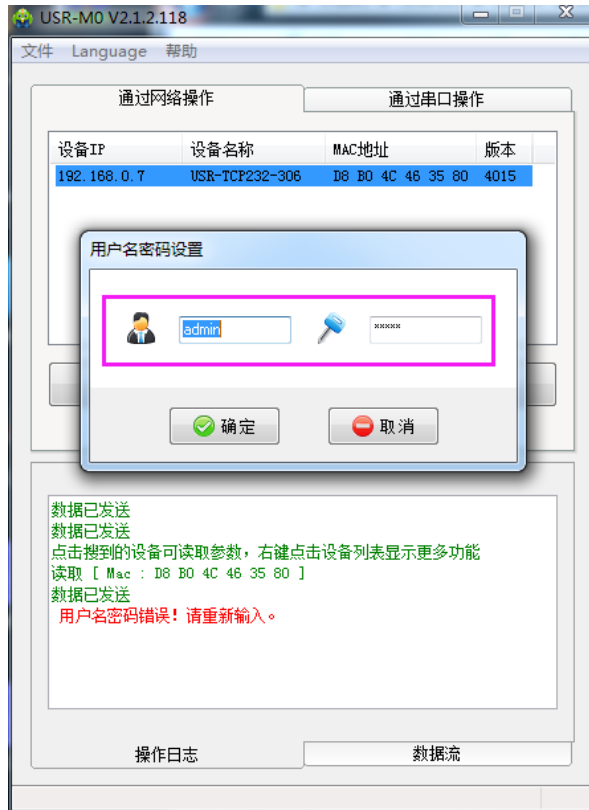 USR-M0 V2.1.2.118
文件 Language 帮助
通过网络操作 通过串口操作
设备IP 设备名称 MAC地址 版本
192.168.0.7 USR-TCP232-306 D8 B0 4C 46 35 80 4015
用户名密码设置
admin *****
确定 取消
数据已发送
数据已发送
点击搜到的设备可读取参数，右键点击设备列表显示更多功能
读取 [ Mac : D8 B0 4C 46 35 80 ]
数据已发送
用户名密码错误！请重新输入。
操作日志 数据流